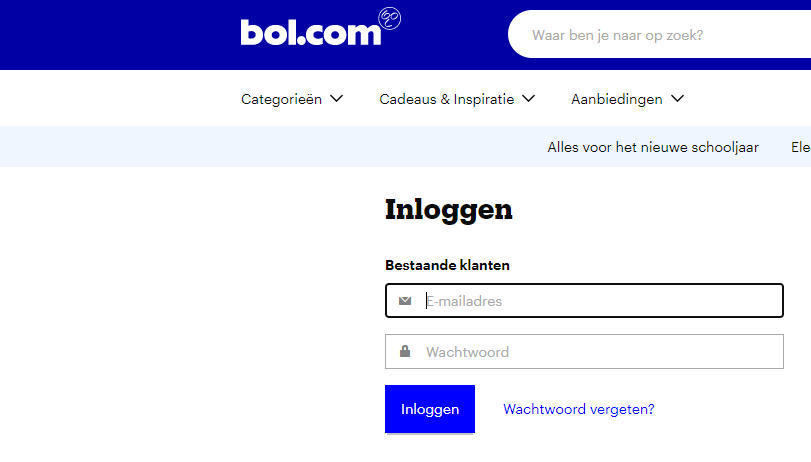 bol.com
Waar ben je naar op zoek?
Categorieën
Cadeaus & Inspiratie
Aanbiedingen
Alles voor het nieuwe schooljaar
Ele
Inloggen
Bestaande klanten
E-mailadres
Wachtwoord
Inloggen
Wachtwoord vergeten?